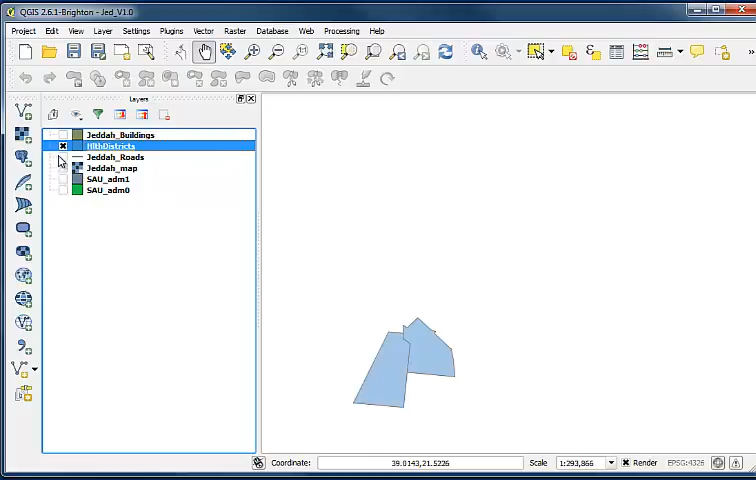 QGIS 2.6.1-Brighton - Jed_V1.0
Project Edit View Layer Settings Plugins Vector Raster Database Web Processing Help
Layers
Jeddah_Buildings
HlthDistricts
Jeddah_Roads
Jeddah_map
SAU_adm1
SAU_adm0
Coordinate: 39.0143,21.5226 Scale 1:293,866 Render EPSG:4326